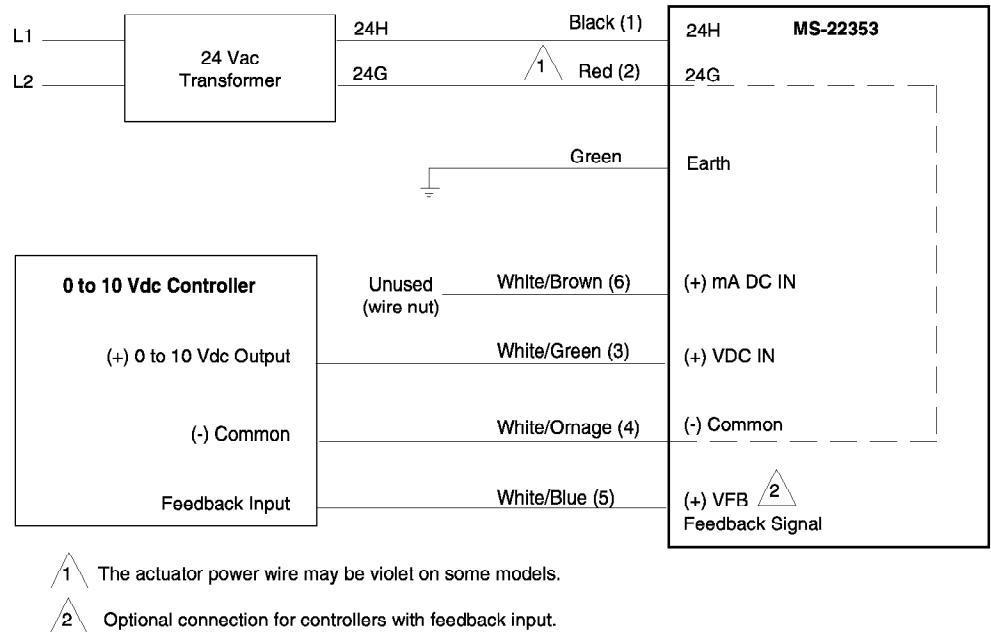 L1
L2
24 Vac
Transformer
24H
24G
Black (1)
1
Red (2)
24H
MS-22353
24G
Green
Earth
0 to 10 Vdc Controller
Unused
(wire nut)
White/Brown (6)
(+) mA DC IN
(+) 0 to 10 Vdc Output
White/Green (3)
(+) VDC IN
(-) Common
White/Ornage (4)
(-) Common
Feedback Input
White/Blue (5)
(+) VFB
2
Feedback Signal
1 The actuator power wire may be violet on some models.
2 Optional connection for controllers with feedback input.